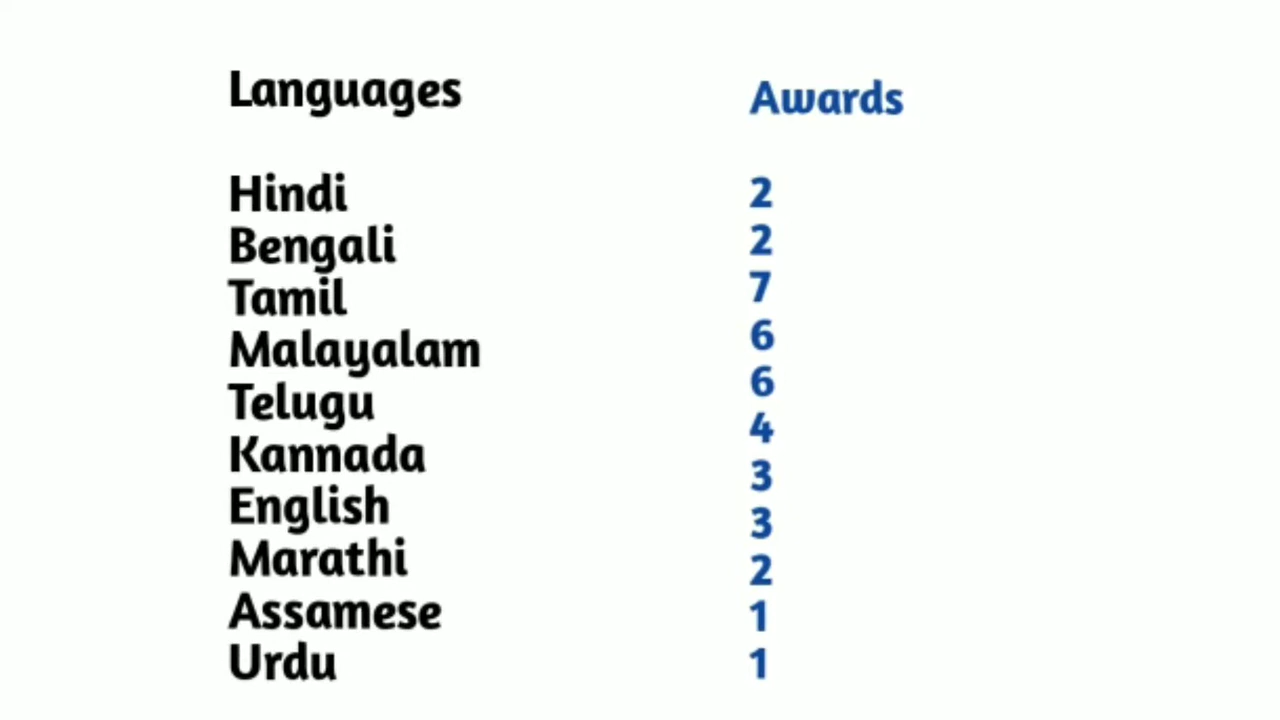 Languages
Hindi
Bengali
Tamil
Malayalam
Telugu
Kannada
English
Marathi
Assamese
Urdu
Awards
2
2
7
6
6
4
3
3
2
1
1